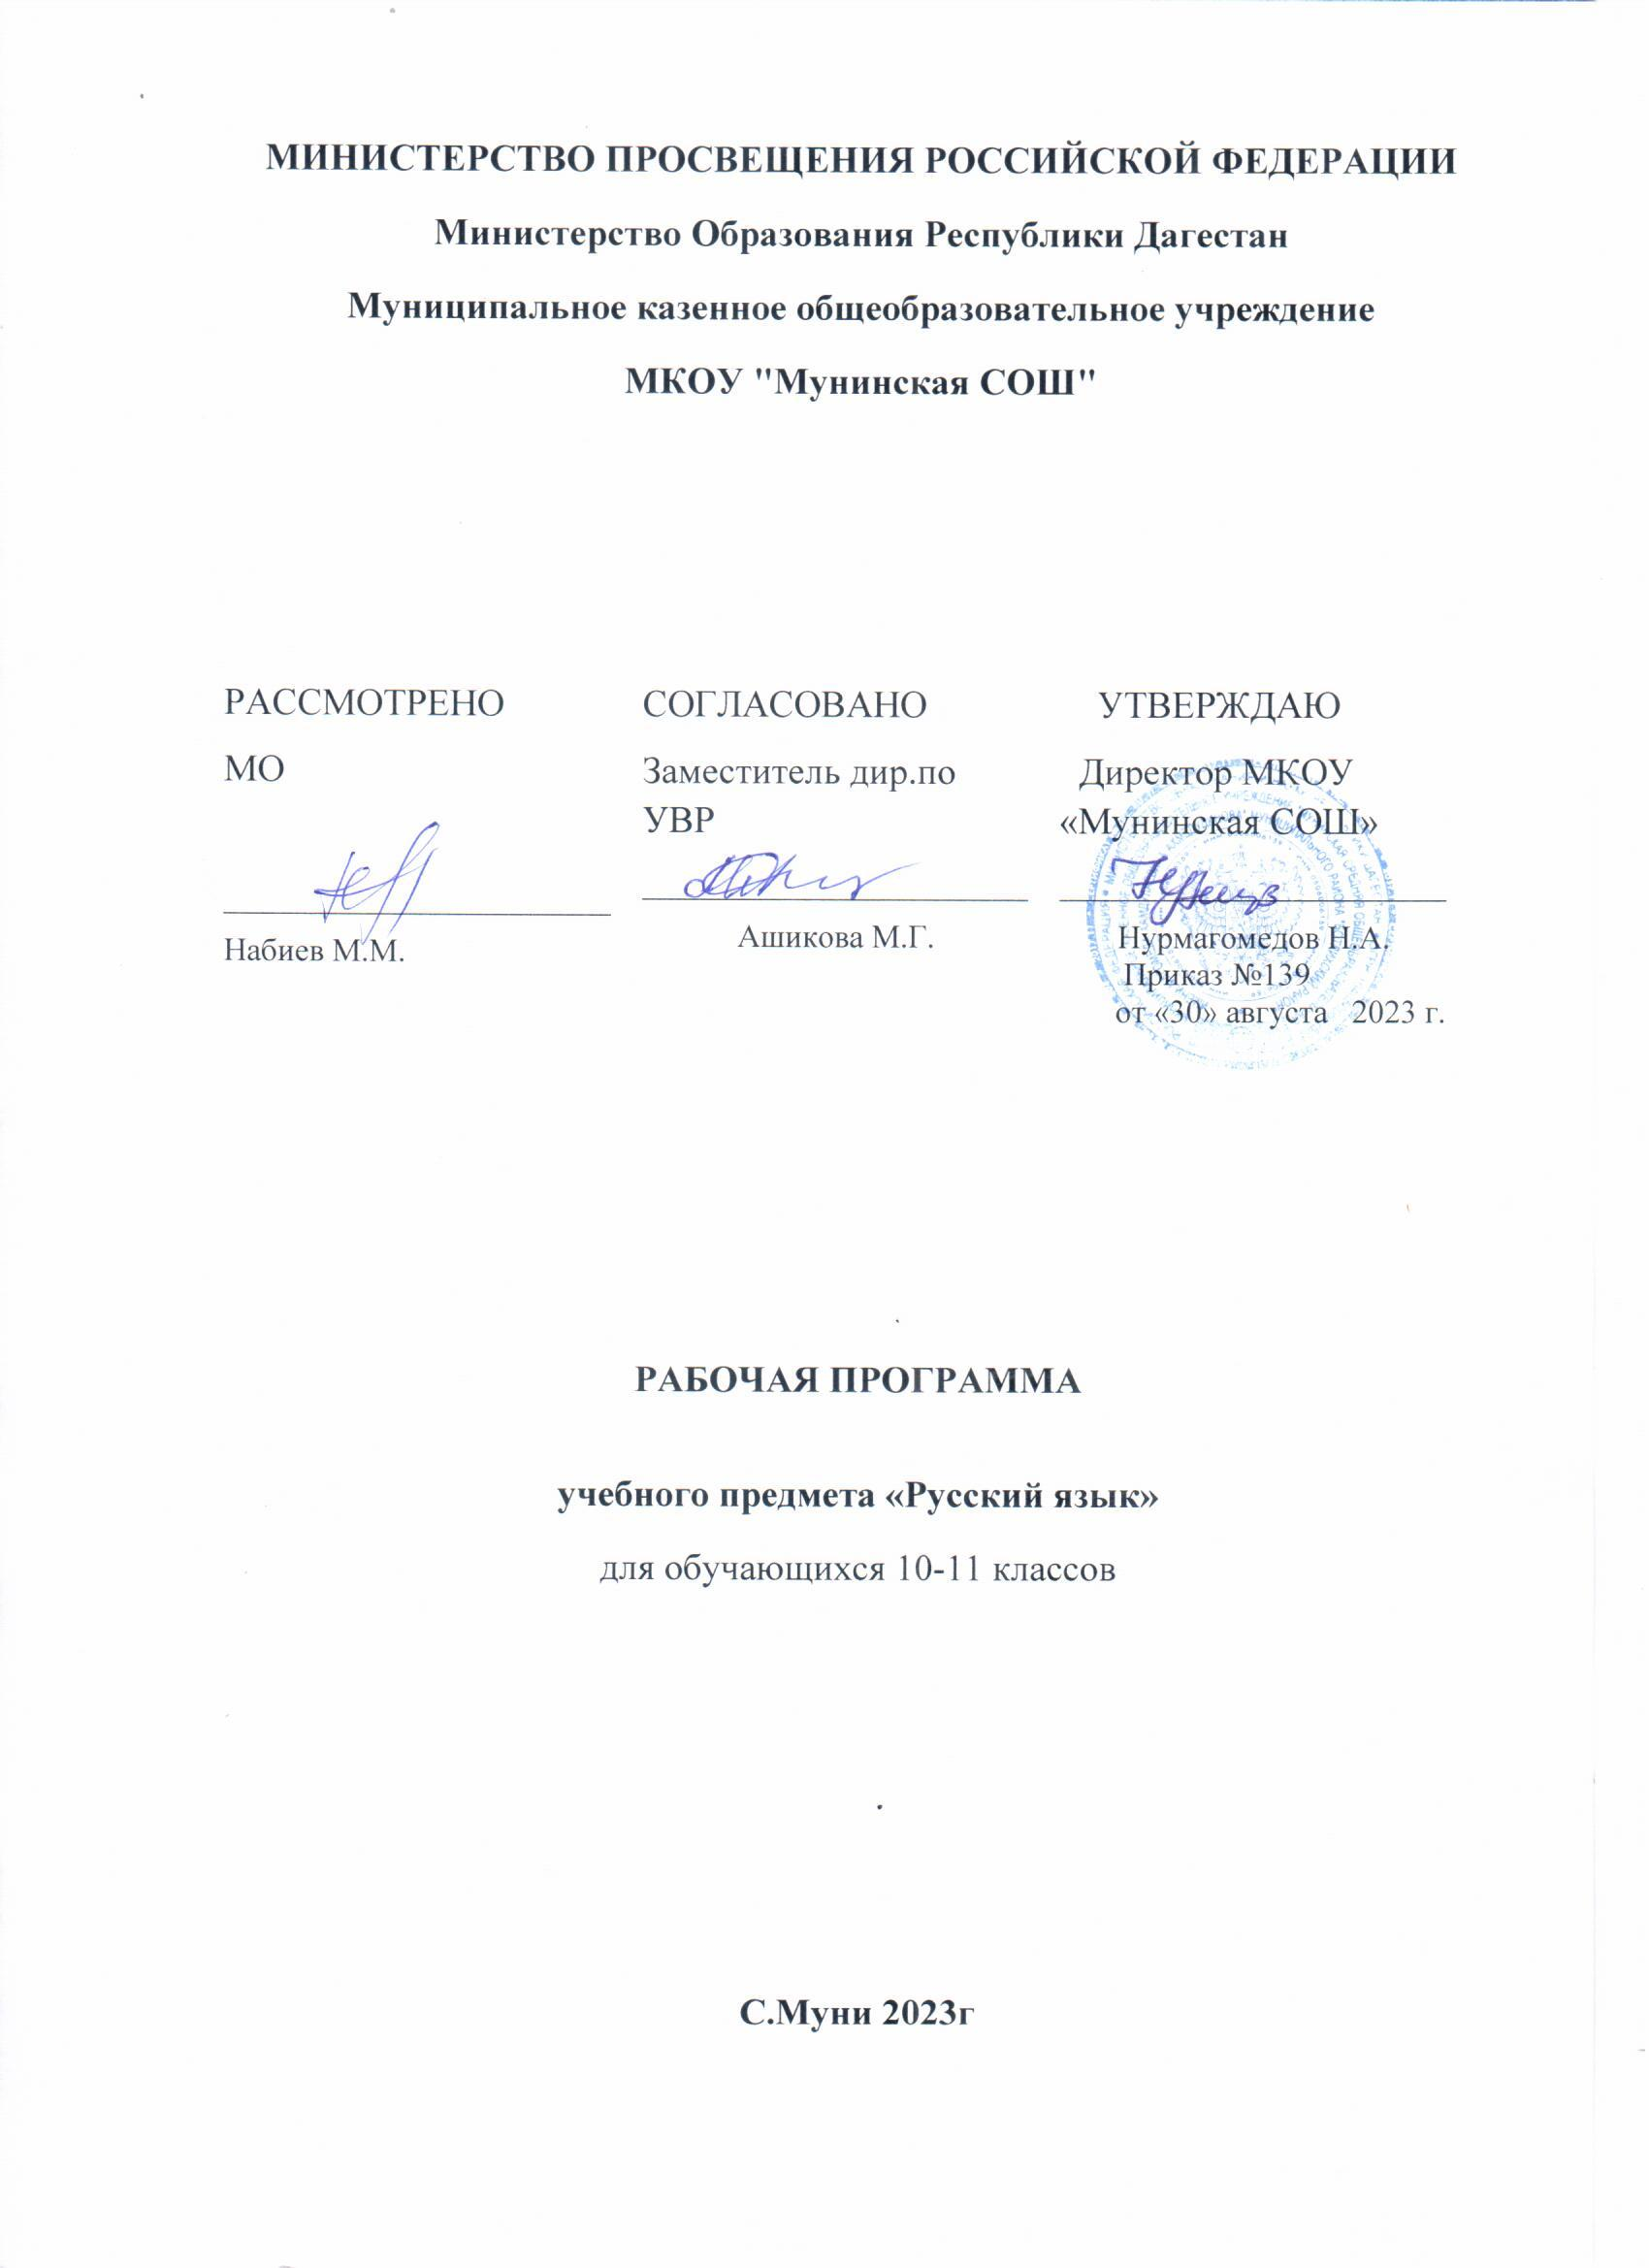 МИНИСТЕРСТВО ПРОСВЕЩЕНИЯ РОССИЙСКОЙ ФЕДЕРАЦИИ
Министерство Образования Республики Дагестан
Муниципальное казенное общеобразовательное учреждение
МКОУ "Мунинская СОШ"
РАССМОТРЕНО
МО
Набиев М.М.
СОГЛАСОВАНО
Заместитель дир.по
УВР
Ашикова М.Г.
УТВЕРЖДАЮ
Директор МКОУ
«Мунинская СОШ»
Нурмагомедов Н.А.
Приказ №139
от «30» августа 2023 г.
РАБОЧАЯ ПРОГРАММА
учебного предмета «Русский язык»
для обучающихся 10-11 классов
С.Муни 2023г